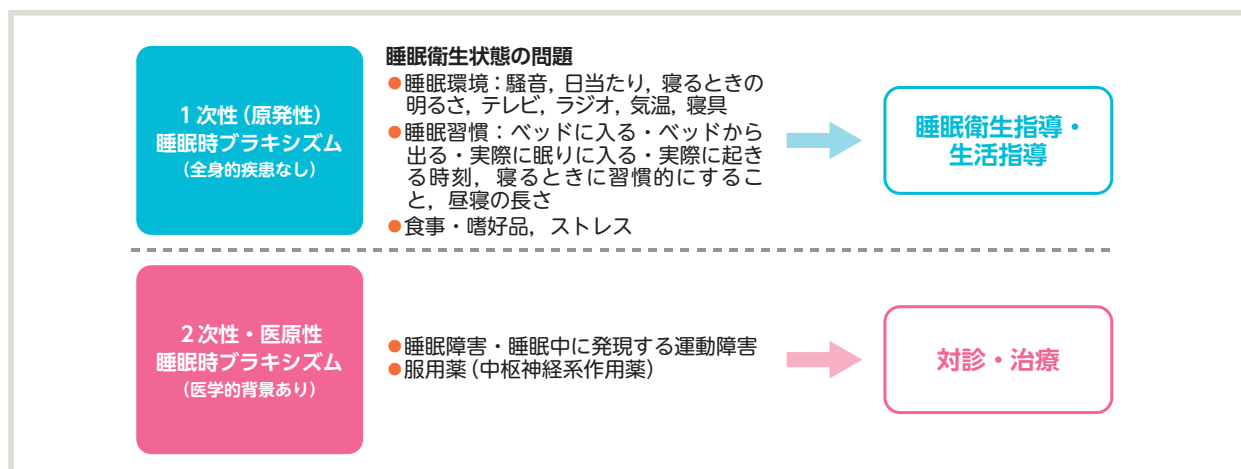 1次性(原発性)
睡眠時ブラキシズム
(全身的疾患なし)
睡眠衛生状態の問題
●睡眠環境:騒音, 日当たり, 寝るときの
明るさ, テレビ, ラジオ, 気温, 寝具
●睡眠習慣:ベッドに入る・ベッドから
出る・実際に眠りに入る・実際に起き
る時刻, 寝るときに習慣的にするこ
と, 昼寝の長さ
●食事・嗜好品, ストレス
睡眠衛生指導・
生活指導
2次性・医原性
睡眠時ブラキシズム
(医学的背景あり)
●睡眠障害・睡眠中に発現する運動障害
●服用薬(中枢神経系作用薬)
対診・治療